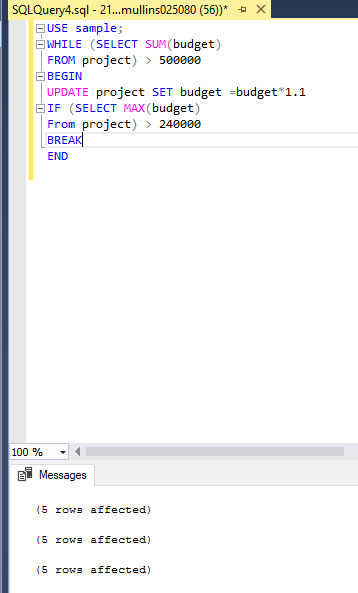 SQLQuery4.sql - 21...mullins025080 (56))*
USE sample;
WHILE (SELECT SUM(budget)
FROM project) > 500000
BEGIN
UPDATE project SET budget =budget*1.1
IF (SELECT MAX(budget)
From project) > 240000
BREAK
END
100 %
Messages
(5 rows affected)
(5 rows affected)
(5 rows affected)